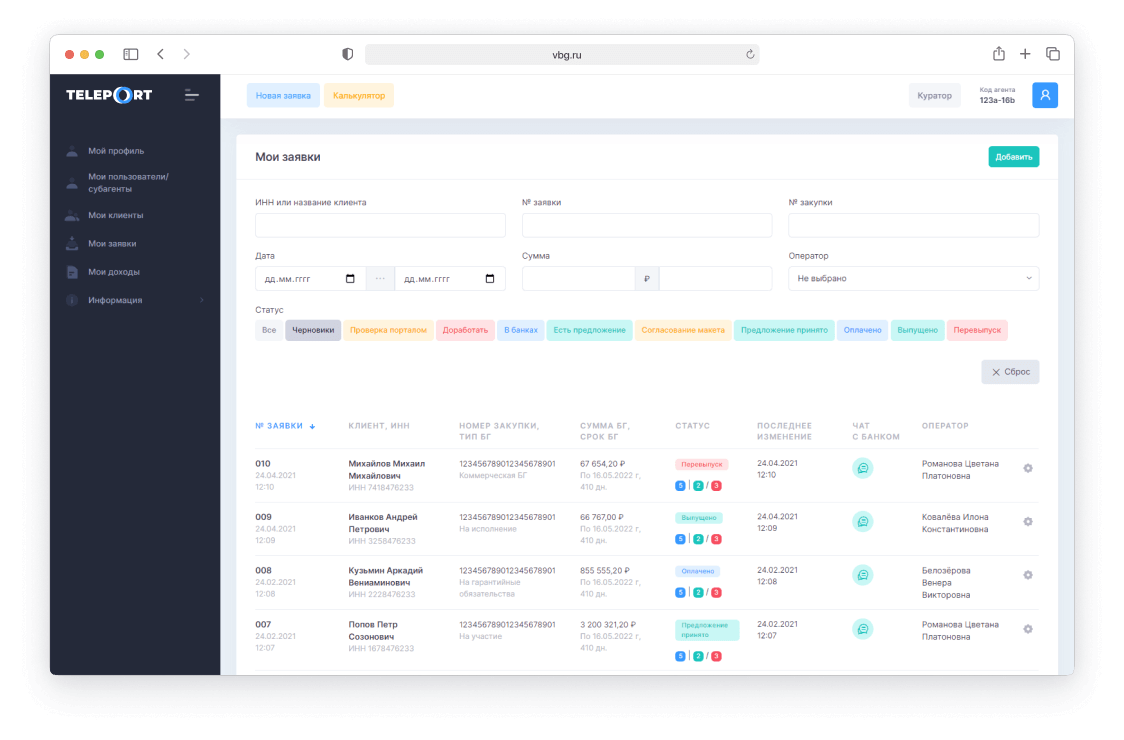 vbg.ru
TELEPORT
Новая заявка
Калькулятор
Куратор
Код агента
123a-16b
Мой профиль
Мои пользователи/
субагенты
Мои клиенты
Мои заявки
Мои доходы
Информация
Мои заявки
Добавить
ИНН или название клиента
№ заявки
№ закупки
Дата
Сумма
Оператор
дд.мм.гггг
...
дд.мм.гггг
₽
Не выбрано
Статус
Все
Черновики
Проверка порталом
Доработать
В банках
Есть предложение
Согласование макета
Предложение принято
Оплачено
Выпущено
Перевыпуск
Сброс
№ ЗАЯВКИ
КЛИЕНТ, ИНН
НОМЕР ЗАКУПКИ,
ТИП БГ
СУММА БГ,
СРОК БГ
СТАТУС
ПОСЛЕДНЕЕ
ИЗМЕНЕНИЕ
ЧАТ
С БАНКОМ
ОПЕРАТОР
010
24.04.2021
12:10
Михайлов Михаил
Михайлович
ИНН 7418476233
123456789012345678901
Коммерческая БГ
67 654,20 ₽
По 16.05.2022 г,
410 дн.
Перевыпуск
5 | 2 / 3
24.04.2021
12:10
Романова Цветана
Платоновна
009
24.04.2021
12:09
Иванков Андрей
Петрович
ИНН 3258476233
123456789012345678901
На исполнение
66 767,00 ₽
По 16.05.2022 г,
410 дн.
Выпущено
5 | 2 / 3
24.04.2021
12:09
Ковалёва Илона
Константиновна
008
24.02.2021
12:08
Кузьмин Аркадий
Вениаминович
ИНН 2228476233
123456789012345678901
На гарантийные
обязательства
855 555,20 ₽
По 16.05.2022 г,
410 дн.
Оплачено
5 | 2 / 3
24.02.2021
12:08
Белозёрова
Венера
Викторовна
007
24.02.2021
12:07
Попов Петр
Созонович
ИНН 1678476233
123456789012345678901
На участие
3 200 321,20 ₽
По 16.05.2022 г,
410 дн.
Предложение
принято
5 | 2 / 3
24.02.2021
12:07
Романова Цветана
Платоновна